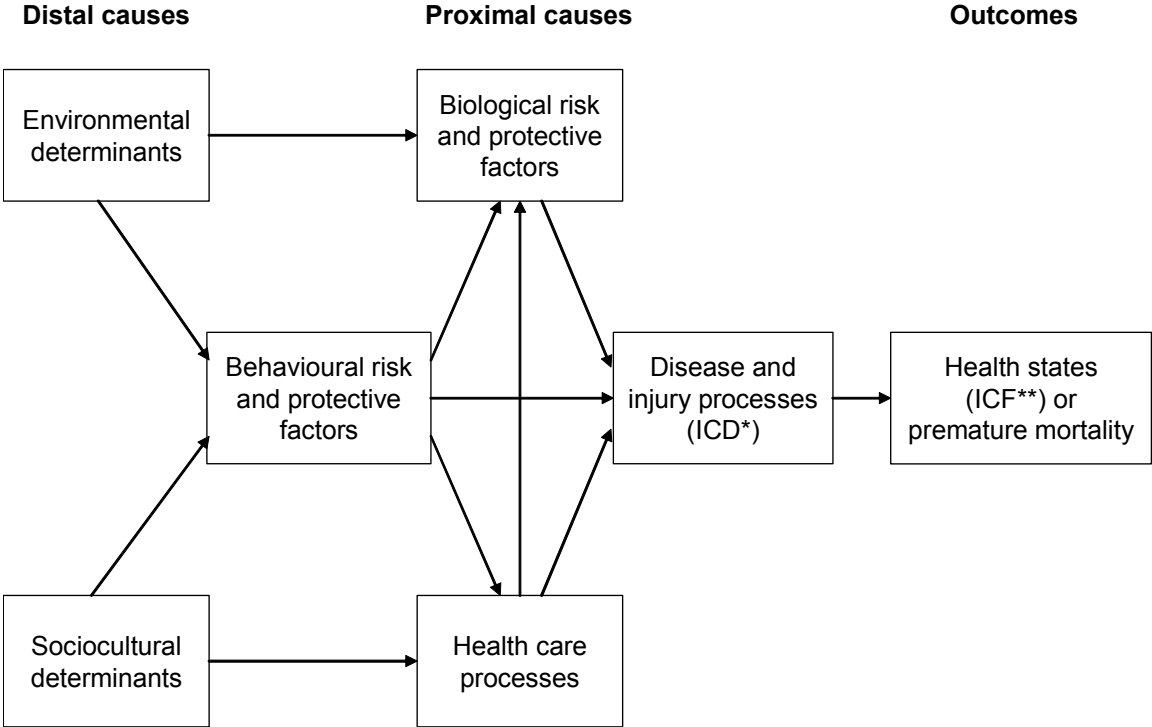 Distal causes
Proximal causes
Outcomes
Environmental
determinants
Biological risk
and protective
factors
Behavioural risk
and protective
factors
Disease and
injury processes
(ICD*)
Health states
(ICF**) or
premature mortality
Sociocultural
determinants
Health care
processes